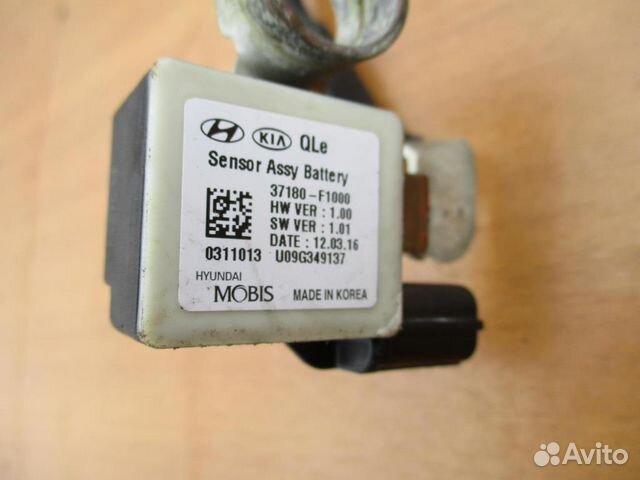 KIA QLe
Sensor Assy Battery
37180-F1000
HW VER : 1.00
SW VER : 1.01
DATE : 12.03.16
0311013 U09G349137
HYUNDAI
MOBIS MADE IN KOREA
Avito